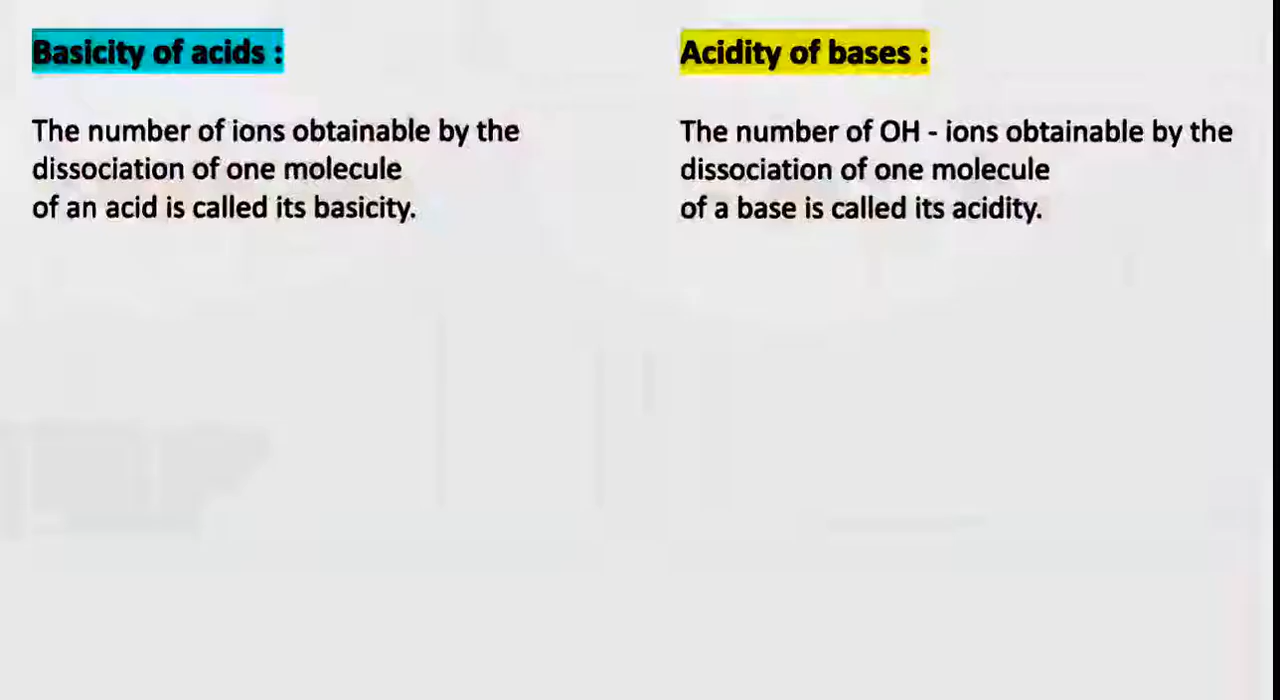 Basicity of acids :
The number of ions obtainable by the
dissociation of one molecule
of an acid is called its basicity.
Acidity of bases :
The number of OH - ions obtainable by the
dissociation of one molecule
of a base is called its acidity.